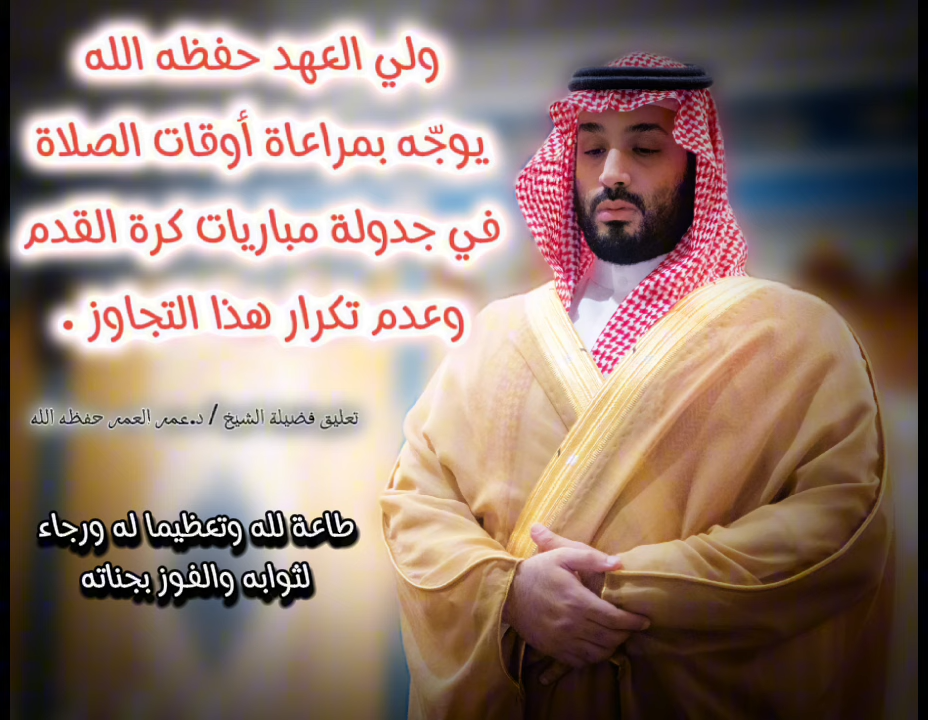 ولي العهد حفظه الله
يوجّه بمراعاة أوقات الصلاة
في جدولة مباريات كرة القدم
وعدم تكرار هذا التجاوز .
تعليق فضيلة الشيخ / د.عمر العمر حفظه الله
طاعة لله وتعظيما له ورجاء
لثوابه والفوز بجناته